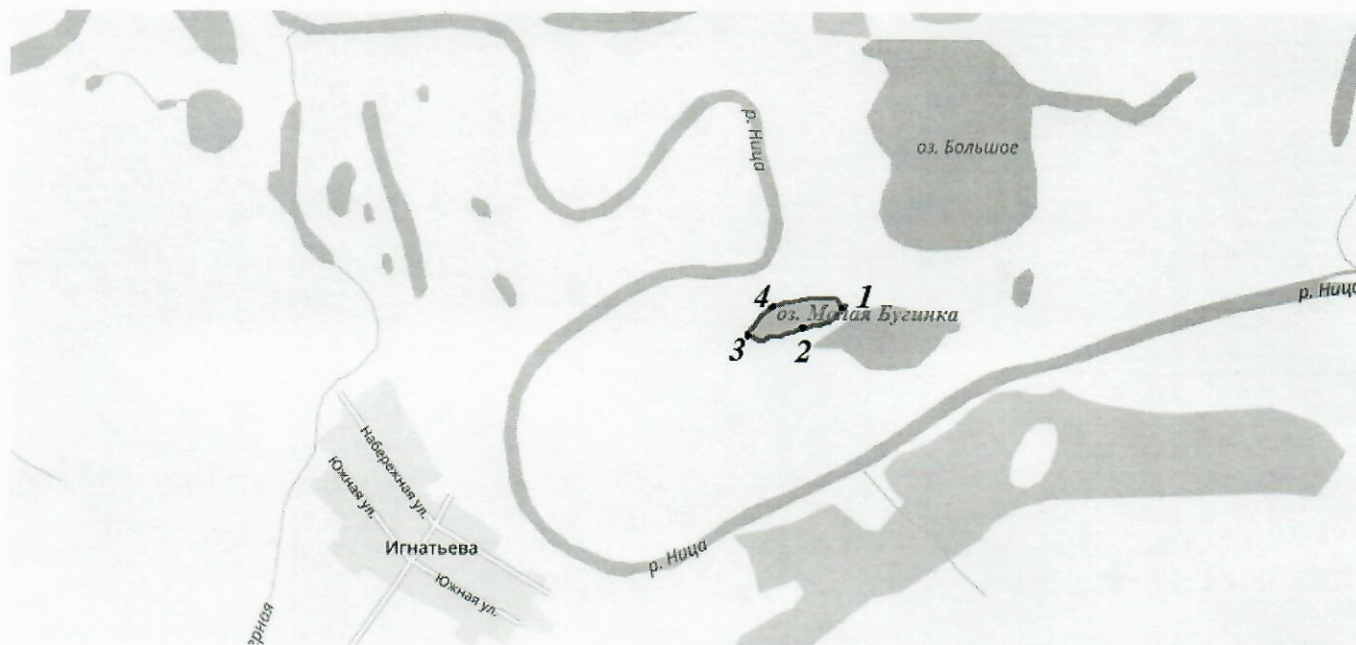 р. Ница
оз. Большое
р. Ница
4
1
оз. Малая Бугинка
3
2
Набережная ул.
Южная ул.
Игнатьева
Южная ул.
р. Ница